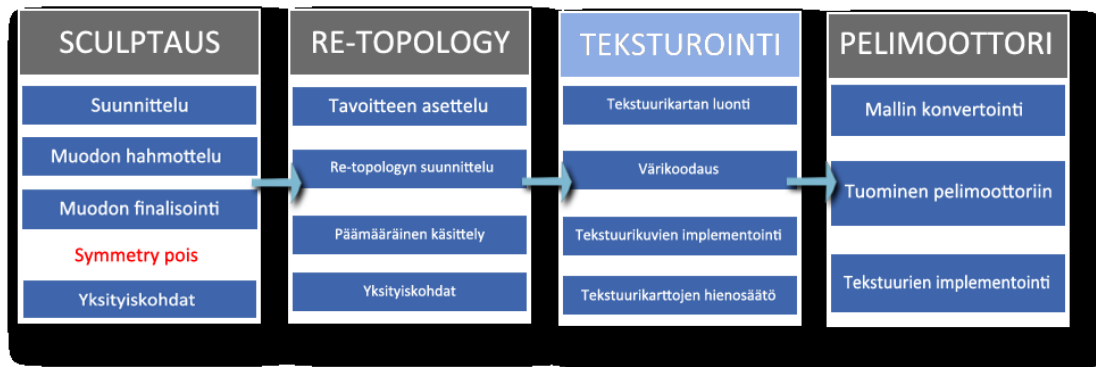 SCULPTAUS
Suunnittelu
Muodon hahmottelu
Muodon finalisointi
Symmetry pois
Yksityiskohdat
RE-TOPOLOGY
Tavoitteen asettelu
Re-topologyn suunnittelu
Päämääräinen käsittely
Yksityiskohdat
TEKSTUROINTI
Tekstuurikartan luonti
Värikoodaus
Tekstuurikuvien implementointi
Tekstuurikarttojen hienosäätö
PELIMOOTTORI
Mallin konvertointi
Tuominen pelimoottoriin
Tekstuurien implementointi